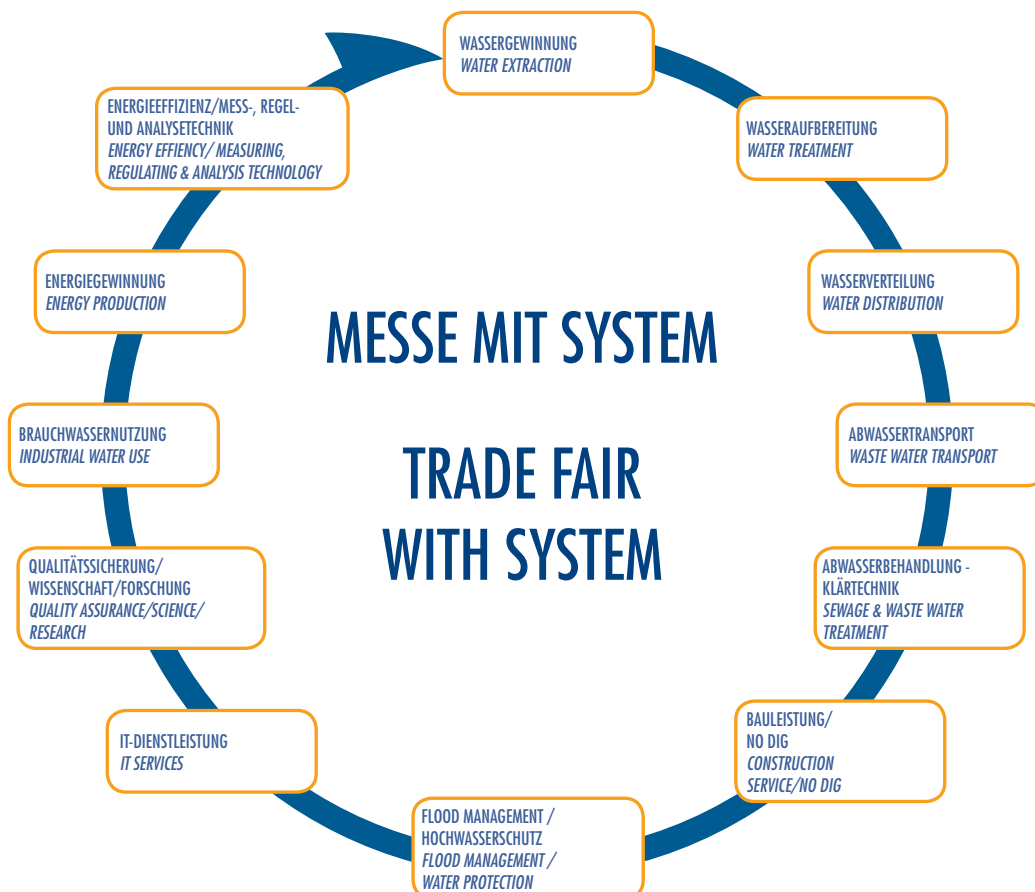 WASSERGEWINNUNG
WATER EXTRACTION
WASSERAUFBEREITUNG
WATER TREATMENT
WASSERVERTEILUNG
WATER DISTRIBUTION
ABWASSERTRANSPORT
WASTE WATER TRANSPORT
ABWASSERBEHANDLUNG -
KLÄRTECHNIK
SEWAGE & WASTE WATER
TREATMENT
BAULEISTUNG/
NO DIG
CONSTRUCTION
SERVICE/NO DIG
FLOOD MANAGEMENT /
HOCHWASSERSCHUTZ
FLOOD MANAGEMENT /
WATER PROTECTION
IT-DIENSTLEISTUNG
IT SERVICES
QUALITÄTSSICHERUNG/
WISSENSCHAFT/FORSCHUNG
QUALITY ASSURANCE/SCIENCE/
RESEARCH
BRAUCHWASSERNUTZUNG
INDUSTRIAL WATER USE
ENERGIEGEWINNUNG
ENERGY PRODUCTION
ENERGIEEFFIZIENZ/MESS-, REGEL-
UND ANALYSETECHNIK
ENERGY EFFIENCY/ MEASURING,
REGULATING & ANALYSIS TECHNOLOGY
MESSE MIT SYSTEM
TRADE FAIR
WITH SYSTEM